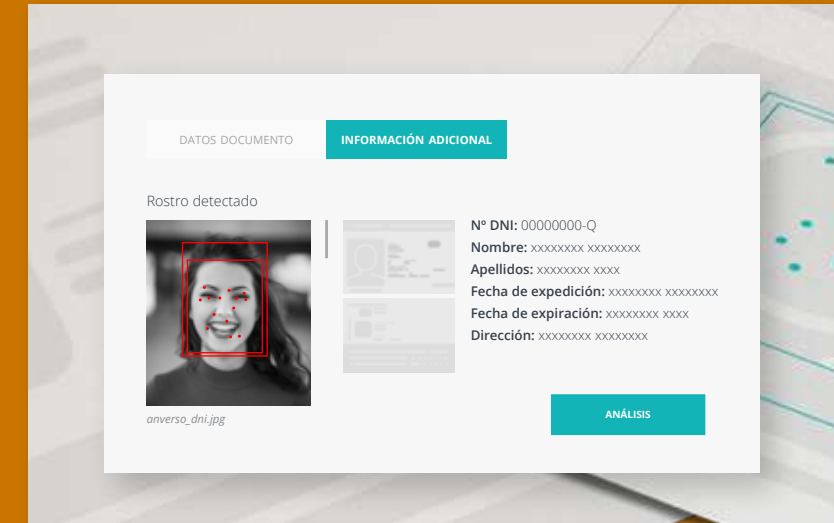 DATOS DOCUMENTO
INFORMACIÓN ADICIONAL
Rostro detectado
Nº DNI: 00000000-Q
Nombre: xxxxxxxx xxxxxxxx
Apellidos: xxxxxxxx xxxx
Fecha de expedición: xxxxxxxx xxxxxxxx
Fecha de expiración: xxxxxxxx xxxx
Dirección: xxxxxxxx xxxxxxxx
anverso_dni.jpg
ANÁLISIS